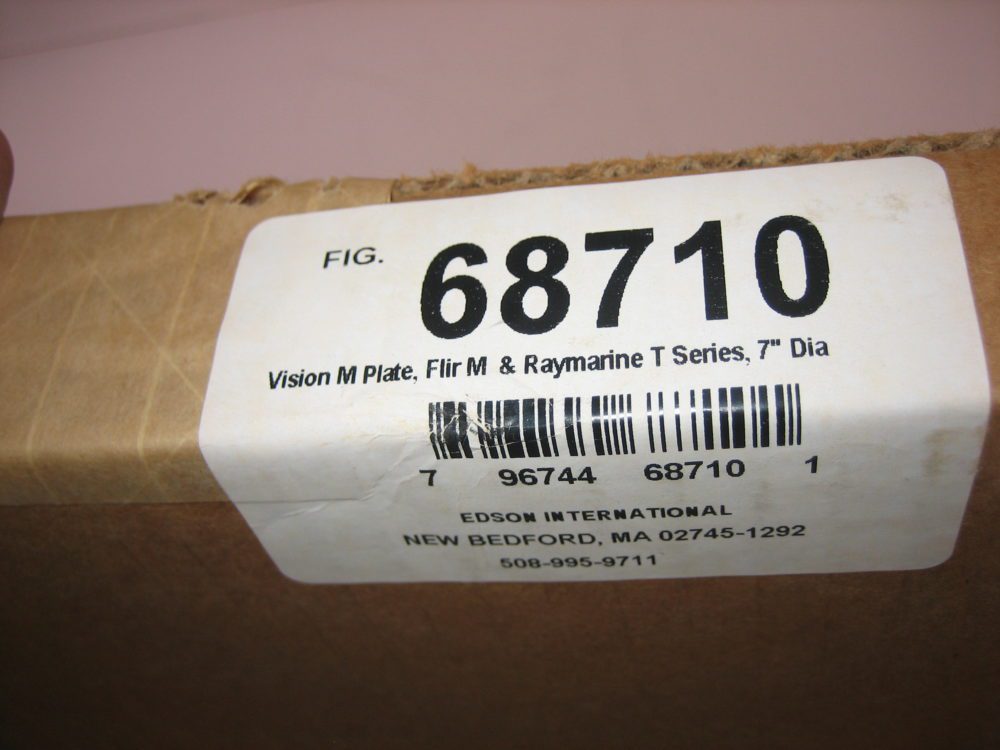 FIG. 68710
Vision M Plate, Flir M & Raymarine T Series, 7" Dia
7 96744 68710 1
EDSON INTERNATIONAL
NEW BEDFORD, MA 02745-1292
508-995-9711